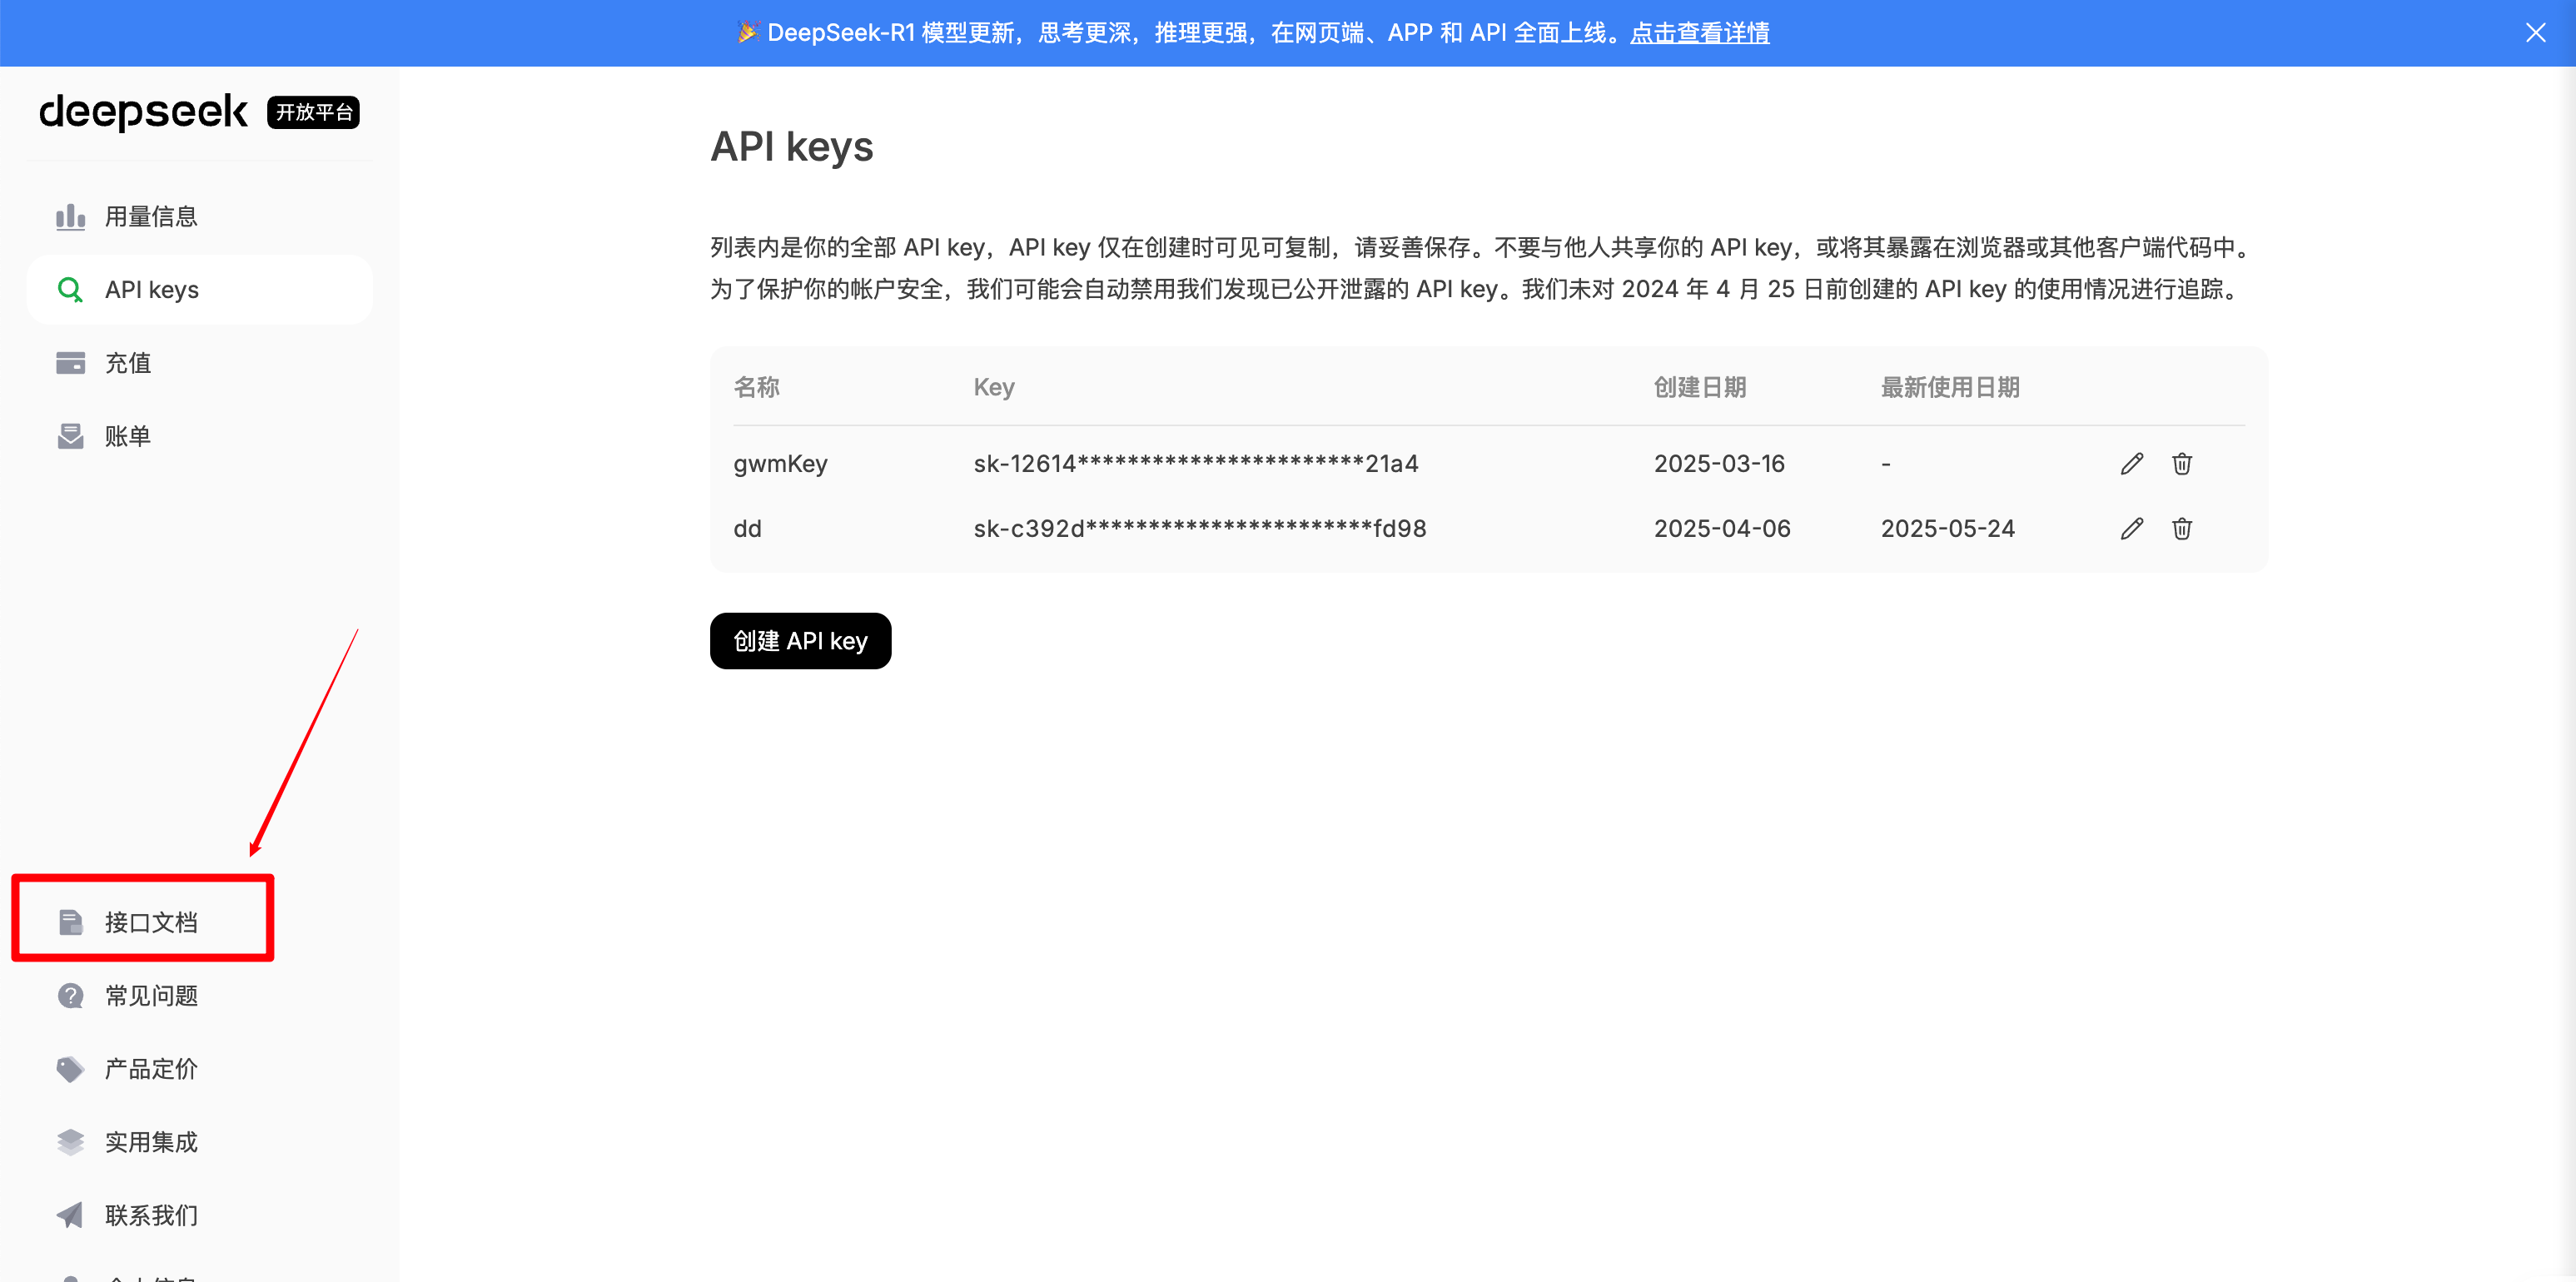 🎉 DeepSeek-R1 模型更新，思考更深，推理更强，在网页端、APP 和 API 全面上线。点击查看详情
deepseek 开放平台
用量信息
API keys
充值
账单
接口文档
常见问题
产品定价
实用集成
联系我们
API keys
列表内是你的全部 API key，API key 仅在创建时可见可复制，请妥善保存。不要与他人共享你的 API key，或将其暴露在浏览器或其他客户端代码中。
为了保护你的帐户安全，我们可能会自动禁用我们发现已公开泄露的 API key。我们未对 2024 年 4 月 25 日前创建的 API key 的使用情况进行追踪。
名称 Key 创建日期 最新使用日期
gwmKey sk-12614***********************21a4 2025-03-16 -
dd sk-c392d***********************fd98 2025-04-06 2025-05-24
创建 API key